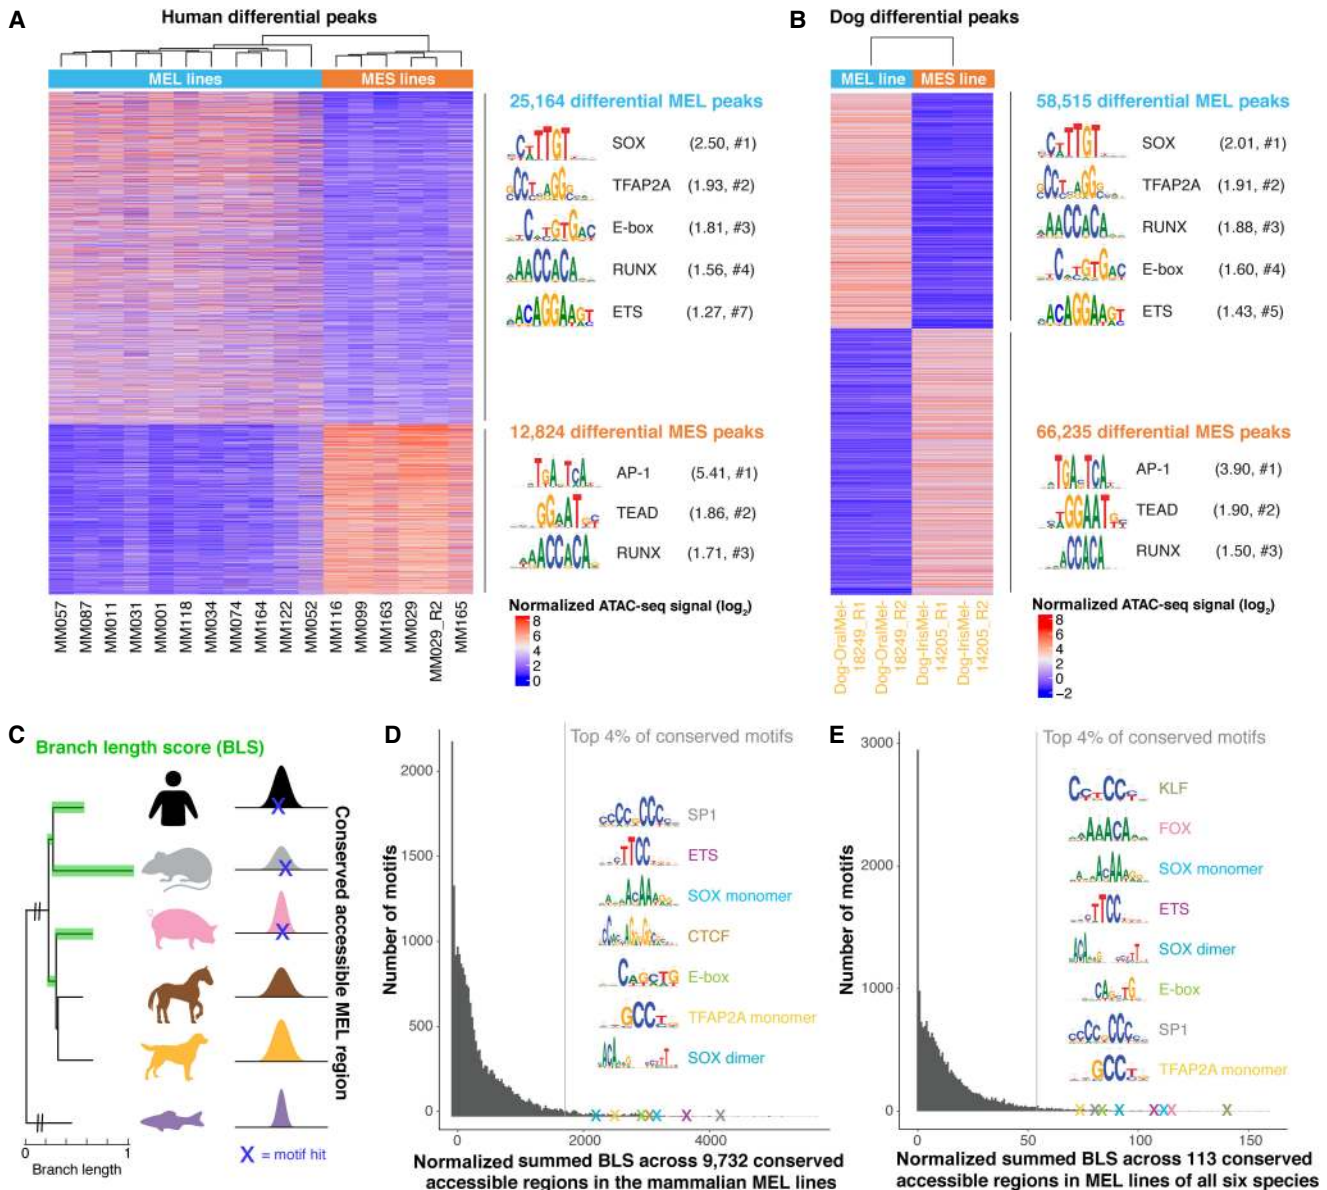 A
Human differential peaks
MEL lines
MES lines
25,164 differential MEL peaks
SOX (2.50, #1)
TFAP2A (1.93, #2)
E-box (1.81, #3)
RUNX (1.56, #4)
ETS (1.27, #7)
12,824 differential MES peaks
AP-1 (5.41, #1)
TEAD (1.86, #2)
RUNX (1.71, #3)
MM057
MM087
MM011
MM031
MM001
MM118
MM034
MM074
MM164
MM122
MM052
MM116
MM099
MM163
MM029
MM029_R2
MM165
Normalized ATAC-seq signal (log2)
8
6
4
2
0
B
Dog differential peaks
MEL line
MES line
58,515 differential MEL peaks
SOX (2.01, #1)
TFAP2A (1.91, #2)
RUNX (1.88, #3)
E-box (1.60, #4)
ETS (1.43, #5)
66,235 differential MES peaks
AP-1 (3.90, #1)
TEAD (1.90, #2)
RUNX (1.50, #3)
Dog-OralMel-
18249_R1
Dog-OralMel-
18249_R2
Dog-IrisMel-
14205_R1
Dog-IrisMel-
14205_R2
Normalized ATAC-seq signal (log2)
8
6
4
2
0
−2
C
Branch length score (BLS)
X
X
X
Conserved accessible MEL region
0
1
Branch length
X = motif hit
D
Top 4% of conserved motifs
Number of motifs
2000
1500
1000
500
0
SP1
ETS
SOX monomer
CTCF
E-box
TFAP2A monomer
SOX dimer
0
2000
4000
Normalized summed BLS across 9,732 conserved
accessible regions in the mammalian MEL lines
E
Top 4% of conserved motifs
Number of motifs
3000
2000
1000
0
KLF
FOX
SOX monomer
ETS
SOX dimer
E-box
SP1
TFAP2A monomer
0
50
100
150
Normalized summed BLS across 113 conserved
accessible regions in MEL lines of all six species